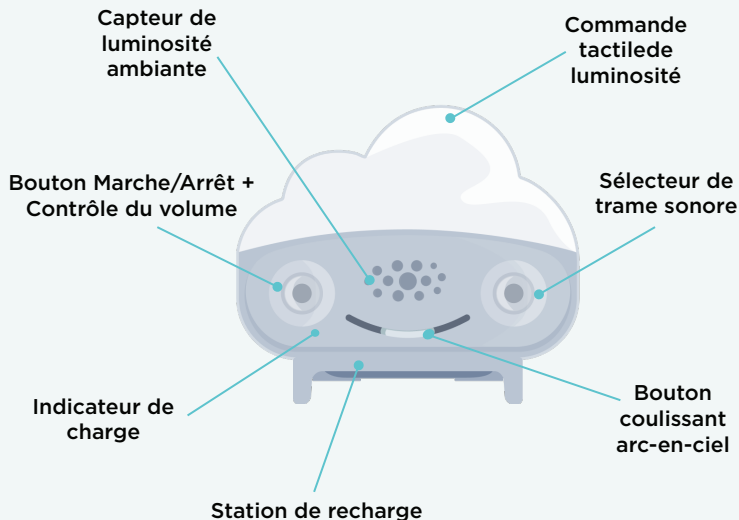 Capteur de
luminosité
ambiante
Commande
tactilede
luminosité
Bouton Marche/Arrêt +
Contrôle du volume
Sélecteur de
trame sonore
Indicateur de
charge
Bouton
coulissant
arc-en-ciel
Station de recharge